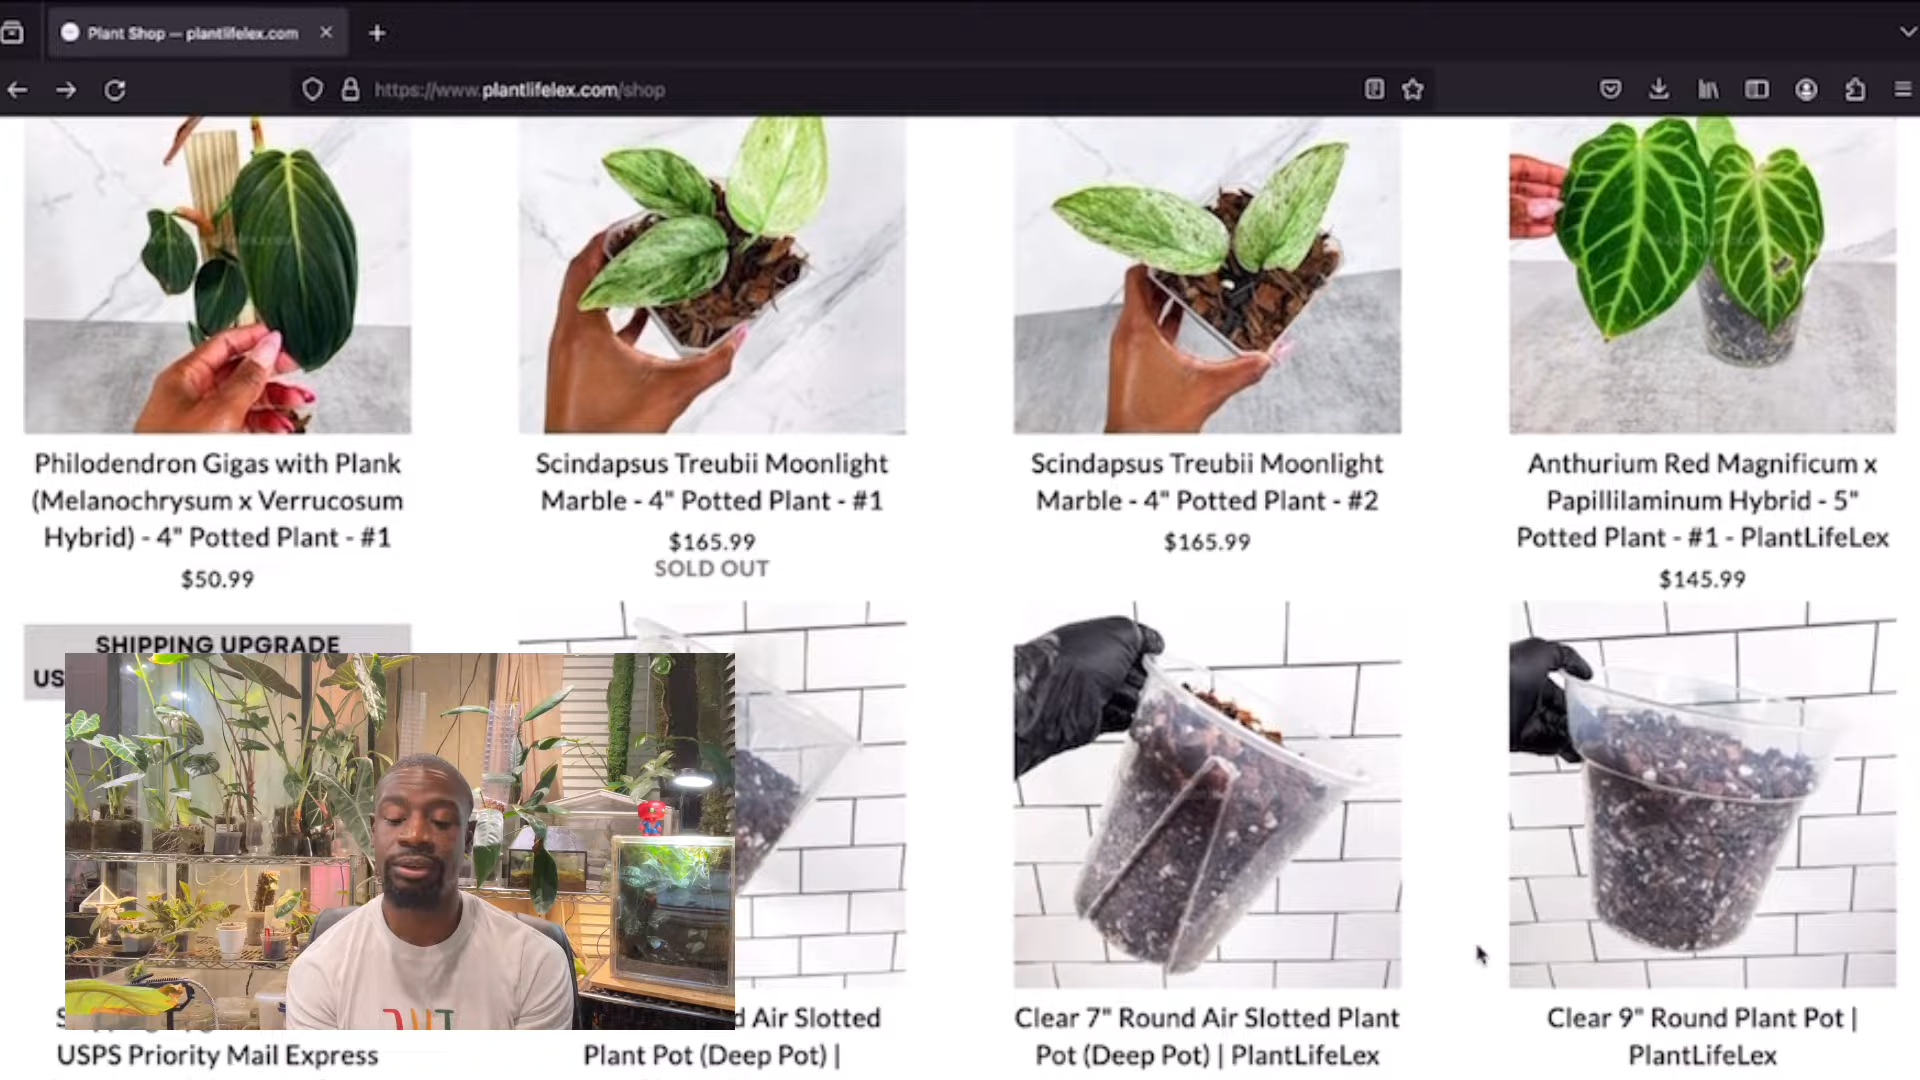 Plant Shop — plantlifelex.com
https://www.plantlifelex.com/shop
Philodendron Gigas with Plank
(Melanochrysum x Verrucosum
Hybrid) - 4" Potted Plant - #1
$50.99
Scindapsus Treubii Moonlight
Marble - 4" Potted Plant - #1
$165.99
SOLD OUT
Scindapsus Treubii Moonlight
Marble - 4" Potted Plant - #2
$165.99
Anthurium Red Magnificum x
Papillilaminum Hybrid - 5"
Potted Plant - #1 - PlantLifeLex
$145.99
SHIPPING UPGRADE
US
USPS Priority Mail Express
d Air Slotted
Plant Pot (Deep Pot) |
Clear 7" Round Air Slotted Plant
Pot (Deep Pot) | PlantLifeLex
Clear 9" Round Plant Pot |
PlantLifeLex